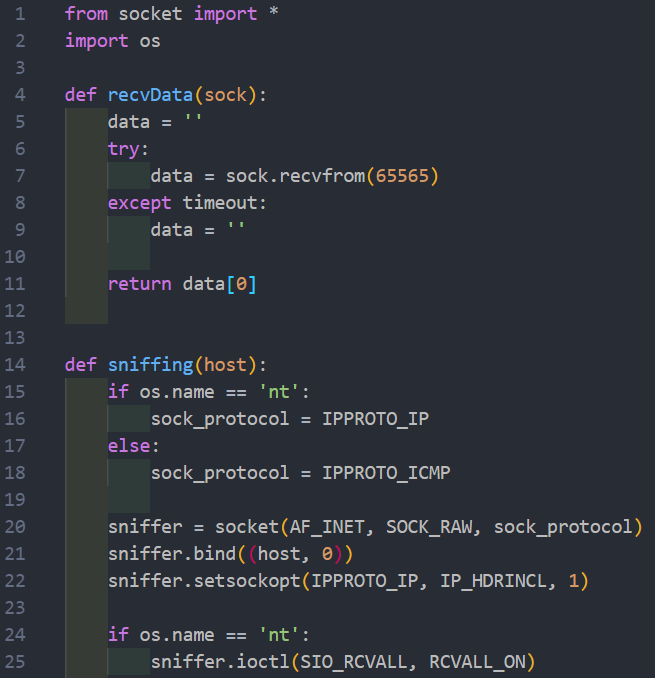 1 from socket import *
2 import os
3
4 def recvData(sock):
5     data = ''
6     try:
7         data = sock.recvfrom(65565)
8     except timeout:
9         data = ''
10
11     return data[0]
12
13
14 def sniffing(host):
15     if os.name == 'nt':
16         sock_protocol = IPPROTO_IP
17     else:
18         sock_protocol = IPPROTO_ICMP
19
20     sniffer = socket(AF_INET, SOCK_RAW, sock_protocol)
21     sniffer.bind((host, 0))
22     sniffer.setsockopt(IPPROTO_IP, IP_HDRINCL, 1)
23
24     if os.name == 'nt':
25         sniffer.ioctl(SIO_RCVALL, RCVALL_ON)